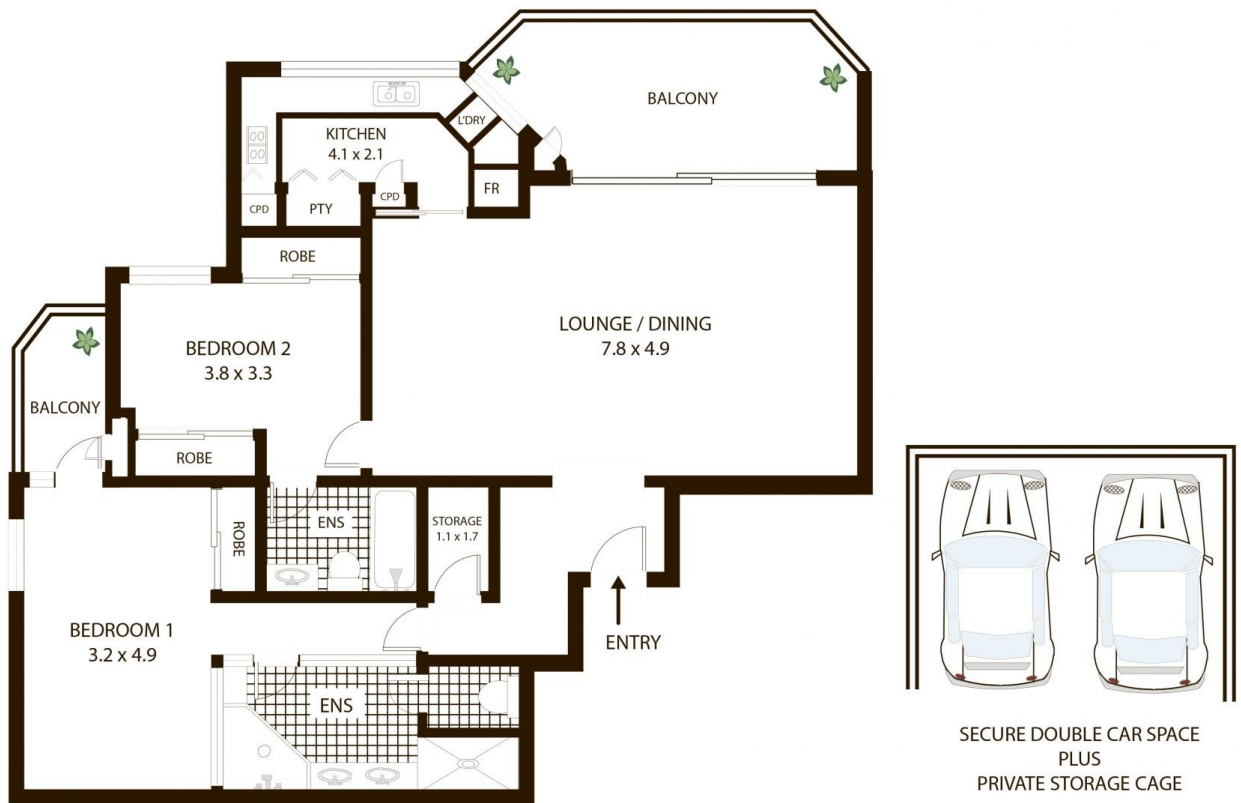 BALCONY
L'DRY
KITCHEN
4.1 x 2.1
FR
CPD
PTY
CPD
ROBE
LOUNGE / DINING
7.8 x 4.9
BEDROOM 2
3.8 x 3.3
BALCONY
ROBE
ROBE
ENS
STORAGE
1.1 x 1.7
BEDROOM 1
3.2 x 4.9
ENTRY
ENS
SECURE DOUBLE CAR SPACE
PLUS
PRIVATE STORAGE CAGE